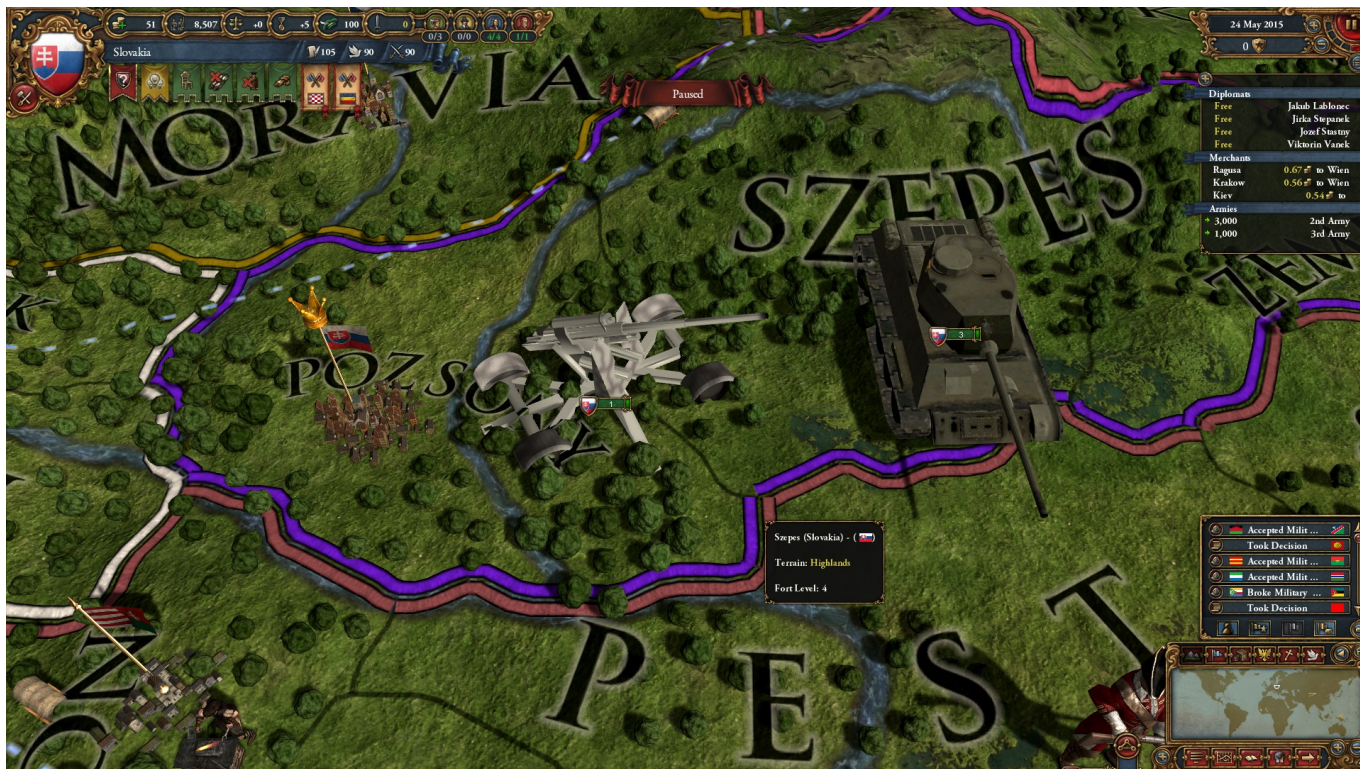 51 8,507 +0 +5 100 0
0/3 0/0 4/4 1/1
Slovakia 105 90 90
24 May 2015
0
Paused
MORAVIA
SZEPES
POZSONY
PEST
ZEM
Diplomats
Free Jakub Lablonec
Free Jirka Stepanek
Free Jozef Stastny
Free Viktorin Vanek
Merchants
Ragusa 0.67 to Wien
Krakow 0.56 to Wien
Kiev 0.54 to
Armies
3,000 2nd Army
1,000 3rd Army
3
1
Szepes (Slovakia) - ( )
Terrain: Highlands
Fort Level: 4
Accepted Milit ...
Took Decision
Accepted Milit ...
Accepted Milit ...
Broke Military ...
Took Decision